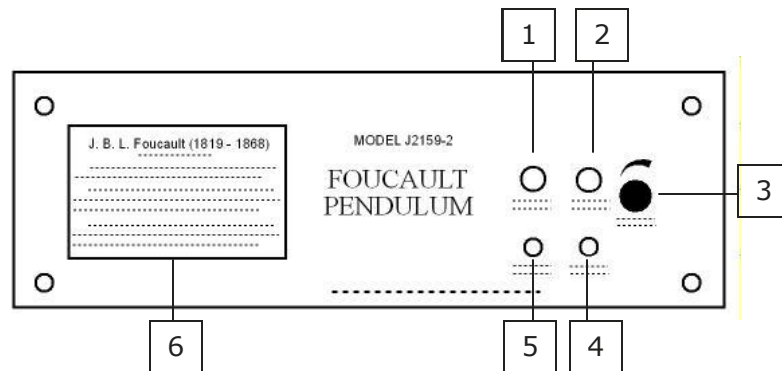 1
2
J. B. L. Foucault (1819 - 1868)
MODEL J2159-2
FOUCAULT
PENDULUM
3
6
5
4